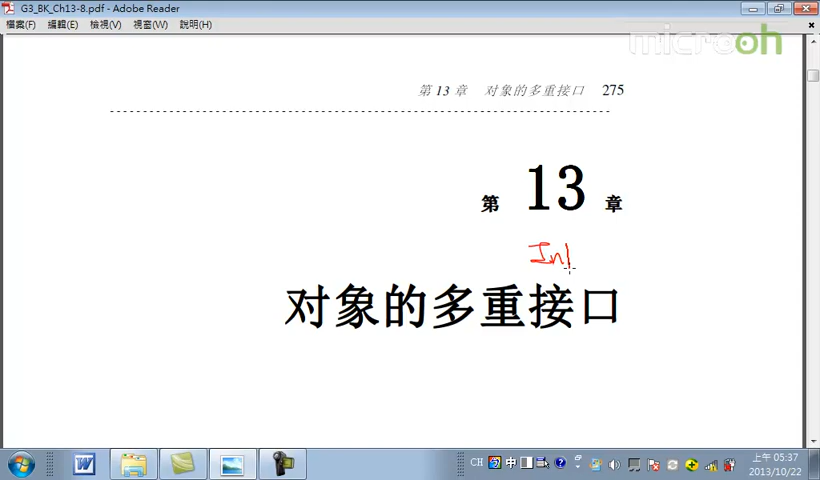 G3_BK_Ch13-8.pdf - Adobe Reader
檔案(F) 編輯(E) 檢視(V) 視窗(W) 說明(H)
microoh
第 13 章 对象的多重接口 275
第 13 章
In
对象的多重接口
CH 中
上午 05:37
2013/10/22